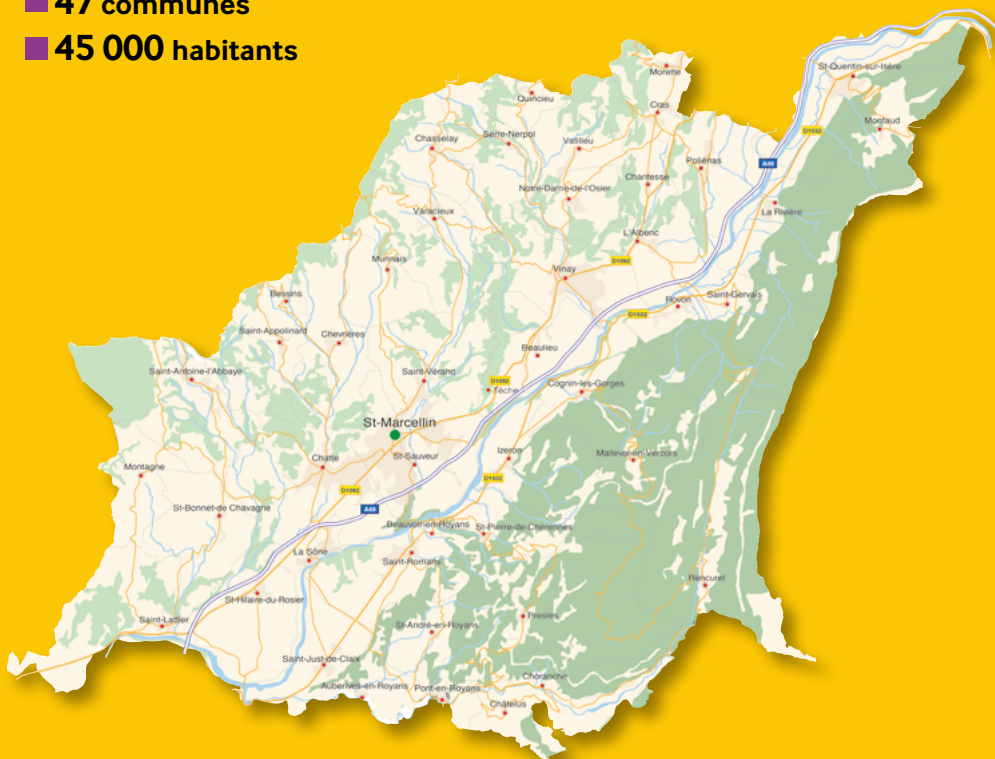 47 communes
45 000 habitants
Morette
St-Quentin-sur-Isère
Quincieu
Cras
Montaud
D1532
Chasselay
Serre-Nerpol
Vatilieu
Poliénas
A49
Chantesse
Notre-Dame-de-l'Osier
Varacieux
La Rivière
L'Albenc
Murinais
Vinay
D1092
Bessins
Rovon
Saint-Gervais
D1532
Saint-Appolinard
Chevrières
Beaulieu
Saint-Antoine-l'Abbaye
Saint-Vérand
D1092
Têche
Cognin-les-Gorges
St-Marcellin
St-Sauveur
Izeron
Malleval-en-Vercors
Chatte
Montagne
D1532
D1092
St-Bonnet-de Chavagne
A49
Beauvoir-en-Royans
St-Pierre-de-Chérennes
La Sône
Saint-Romans
Rencurel
St-Hilaire-du-Rosier
Saint-Lattier
St-André-en-Royans
Presles
Saint-Just-de-Claix
Choranche
Auberives-en-Royans
Pont-en-Royans
Châtelus